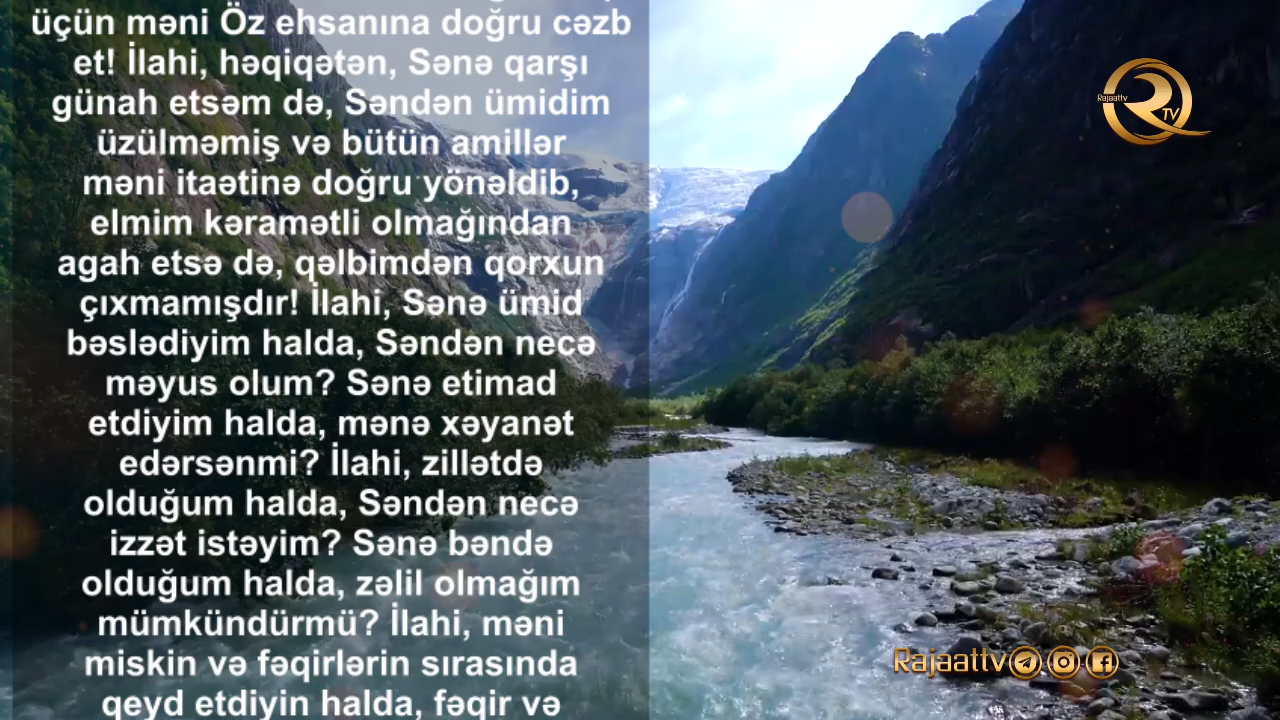 üçün məni Öz ehsanına doğru cəzb
et! İlahi, həqiqətən, Sənə qarşı
günah etsəm də, Səndən ümidim
üzülməmiş və bütün amillər
məni itaətinə doğru yönəldib,
elmim kəramətli olmağından
agah etsə də, qəlbimdən qorxun
çıxmamışdır! İlahi, Sənə ümid
bəslədiyim halda, Səndən necə
məyus olum? Sənə etimad
etdiyim halda, mənə xəyanət
edərsənmi? İlahi, zillətdə
olduğum halda, Səndən necə
izzət istəyim? Sənə bəndə
olduğum halda, zəlil olmağım
mümkündürmü? İlahi, məni
miskin və fəqirlərin sırasında
qeyd etdiyin halda, fəqir və
Rajaattv
R
TV
Rajaattv